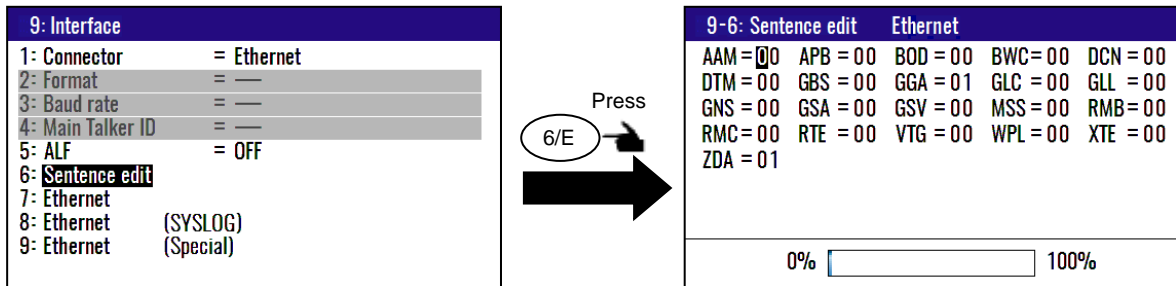 9: Interface
1: Connector = Ethernet
2: Format = —
3: Baud rate = —
4: Main Talker ID = —
5: ALF = OFF
6: Sentence edit
7: Ethernet
8: Ethernet (SYSLOG)
9: Ethernet (Special)
Press
6/E
9-6: Sentence edit Ethernet
AAM = 00 APB = 00 BOD = 00 BWC = 00 DCN = 00
DTM = 00 GBS = 00 GGA = 01 GLC = 00 GLL = 00
GNS = 00 GSA = 00 GSV = 00 MSS = 00 RMB = 00
RMC = 00 RTE = 00 VTG = 00 WPL = 00 XTE = 00
ZDA = 01
0% 100%